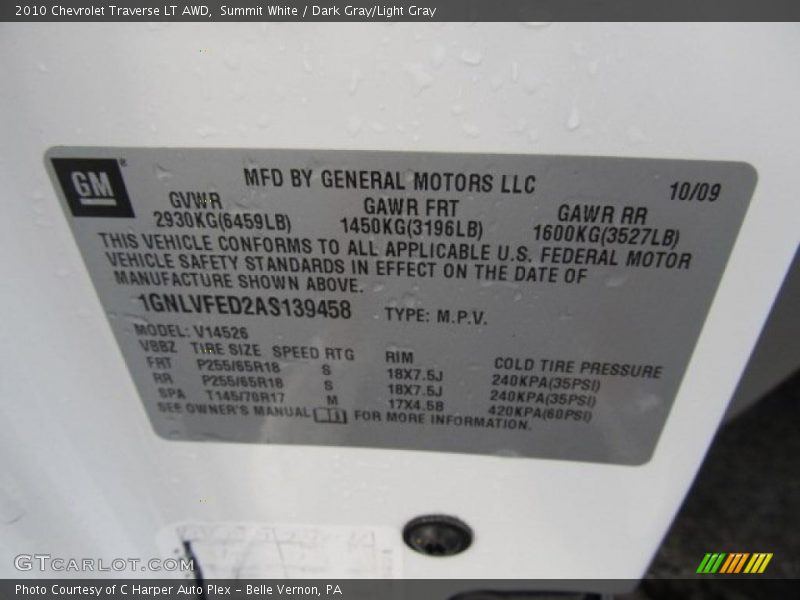 2010 Chevrolet Traverse LT AWD,  Summit White / Dark Gray/Light Gray
GM
MFD BY GENERAL MOTORS LLC
10/09
GVWR GAWR FRT GAWR RR
2930KG(6459LB) 1450KG(3196LB) 1600KG(3527LB)
THIS VEHICLE CONFORMS TO ALL APPLICABLE U.S. FEDERAL MOTOR
VEHICLE SAFETY STANDARDS IN EFFECT ON THE DATE OF
MANUFACTURE SHOWN ABOVE.
1GNLVFED2AS139458 TYPE: M.P.V.
MODEL: V14526
VBBZ TIRE SIZE SPEED RTG RIM COLD TIRE PRESSURE
FRT P255/65R18 S 18X7.5J 240KPA(35PSI)
RR P255/65R18 S 18X7.5J 240KPA(35PSI)
SPA T145/70R17 M 17X4.5B 420KPA(60PSI)
SEE OWNER'S MANUAL FOR MORE INFORMATION.
GTCARLOT.COM
Photo Courtesy of C Harper Auto Plex - Belle Vernon, PA